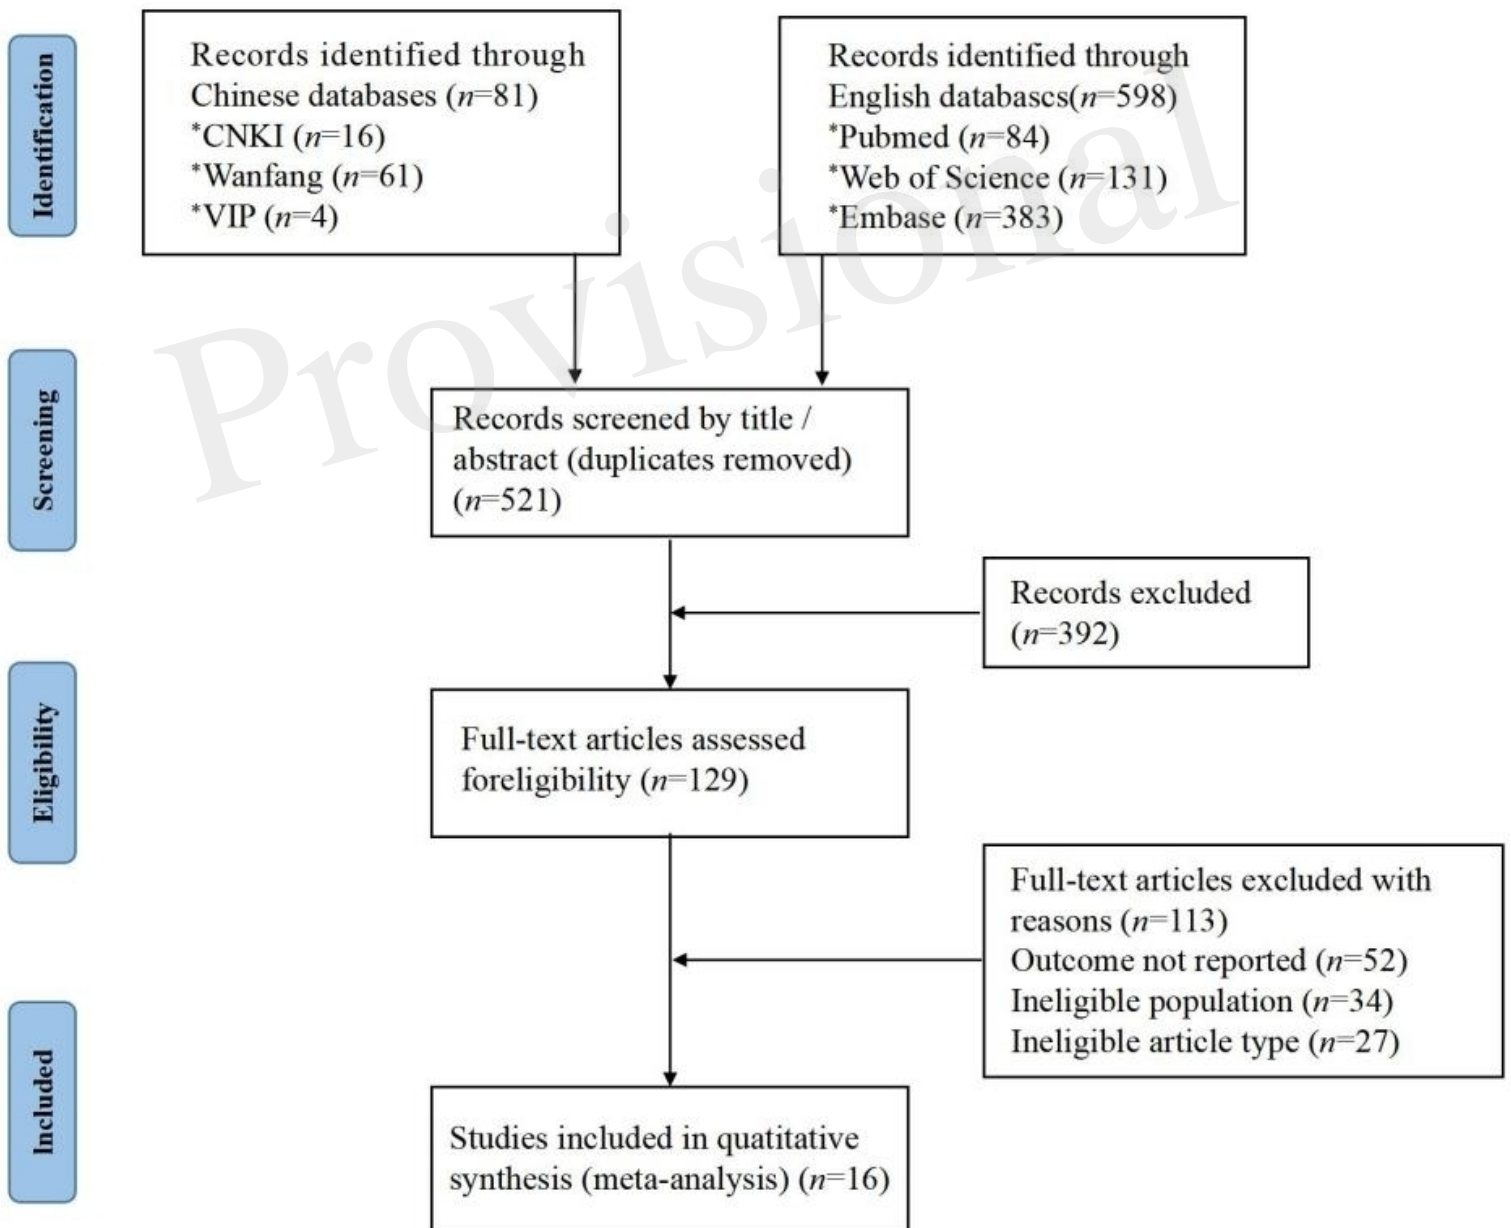 Identification
Records identified through
Chinese databases (n=81)
*CNKI (n=16)
*Wanfang (n=61)
*VIP (n=4)
Records identified through
English databascs(n=598)
*Pubmed (n=84)
*Web of Science (n=131)
*Embase (n=383)
Provisional
Screening
Records screened by title /
abstract (duplicates removed)
(n=521)
Records excluded
(n=392)
Eligibility
Full-text articles assessed
foreligibility (n=129)
Full-text articles excluded with
reasons (n=113)
Outcome not reported (n=52)
Ineligible population (n=34)
Ineligible article type (n=27)
Included
Studies included in quatitative
synthesis (meta-analysis) (n=16)